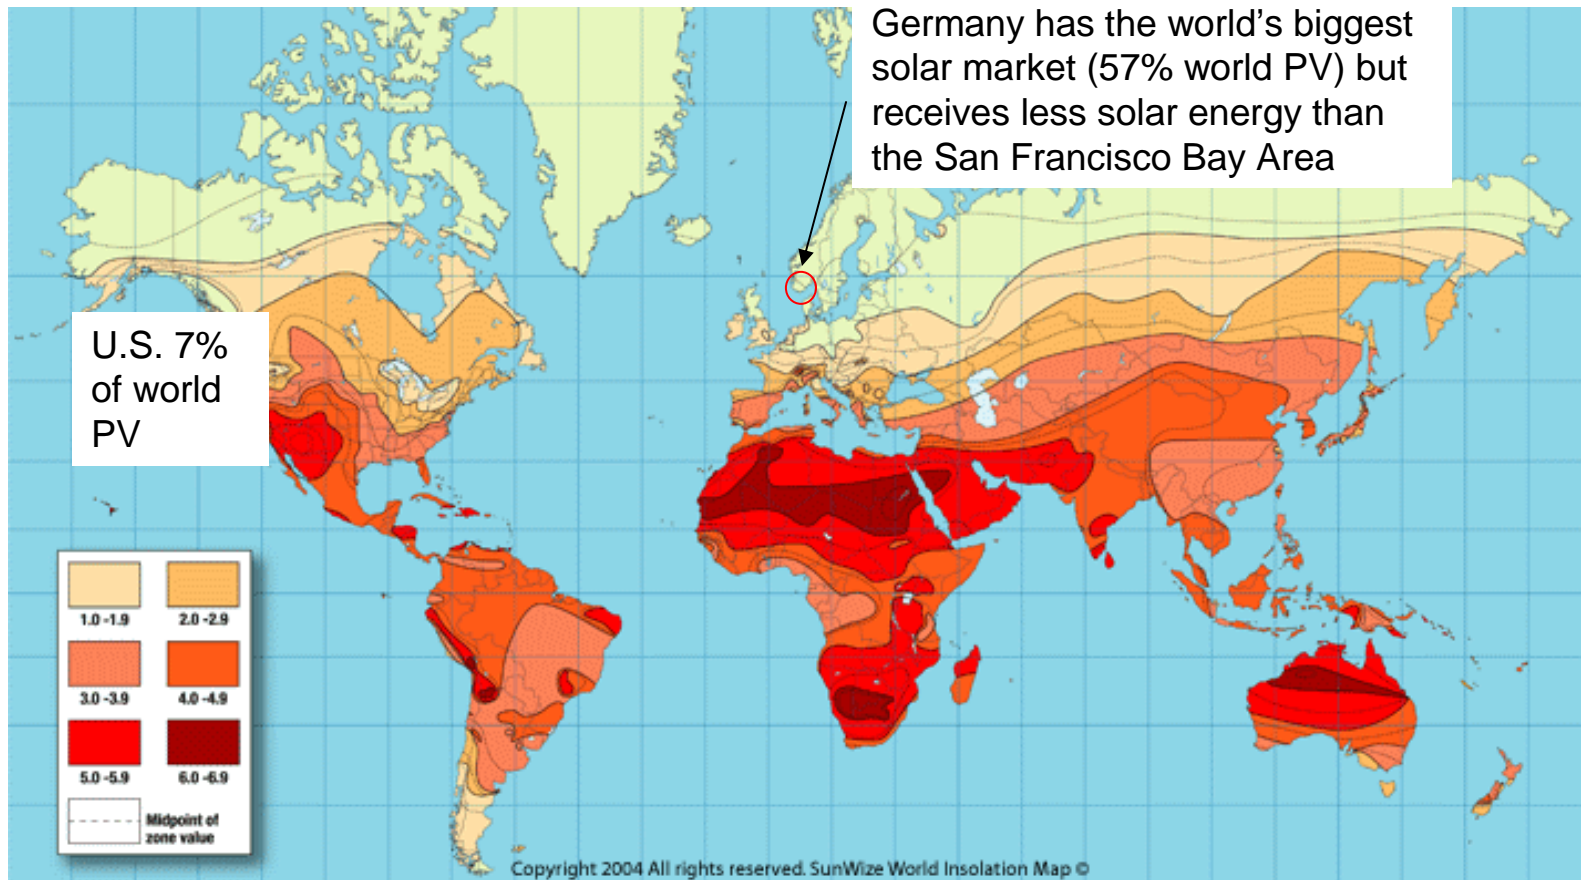 Germany has the world’s biggest
solar market (57% world PV) but
receives less solar energy than
the San Francisco Bay Area
U.S. 7%
of world
PV
1.0 -1.9
2.0 -2.9
3.0 -3.9
4.0 -4.9
5.0 -5.9
6.0 -6.9
Midpoint of
zone value
Copyright 2004 All rights reserved. SunWize World Insolation Map ©